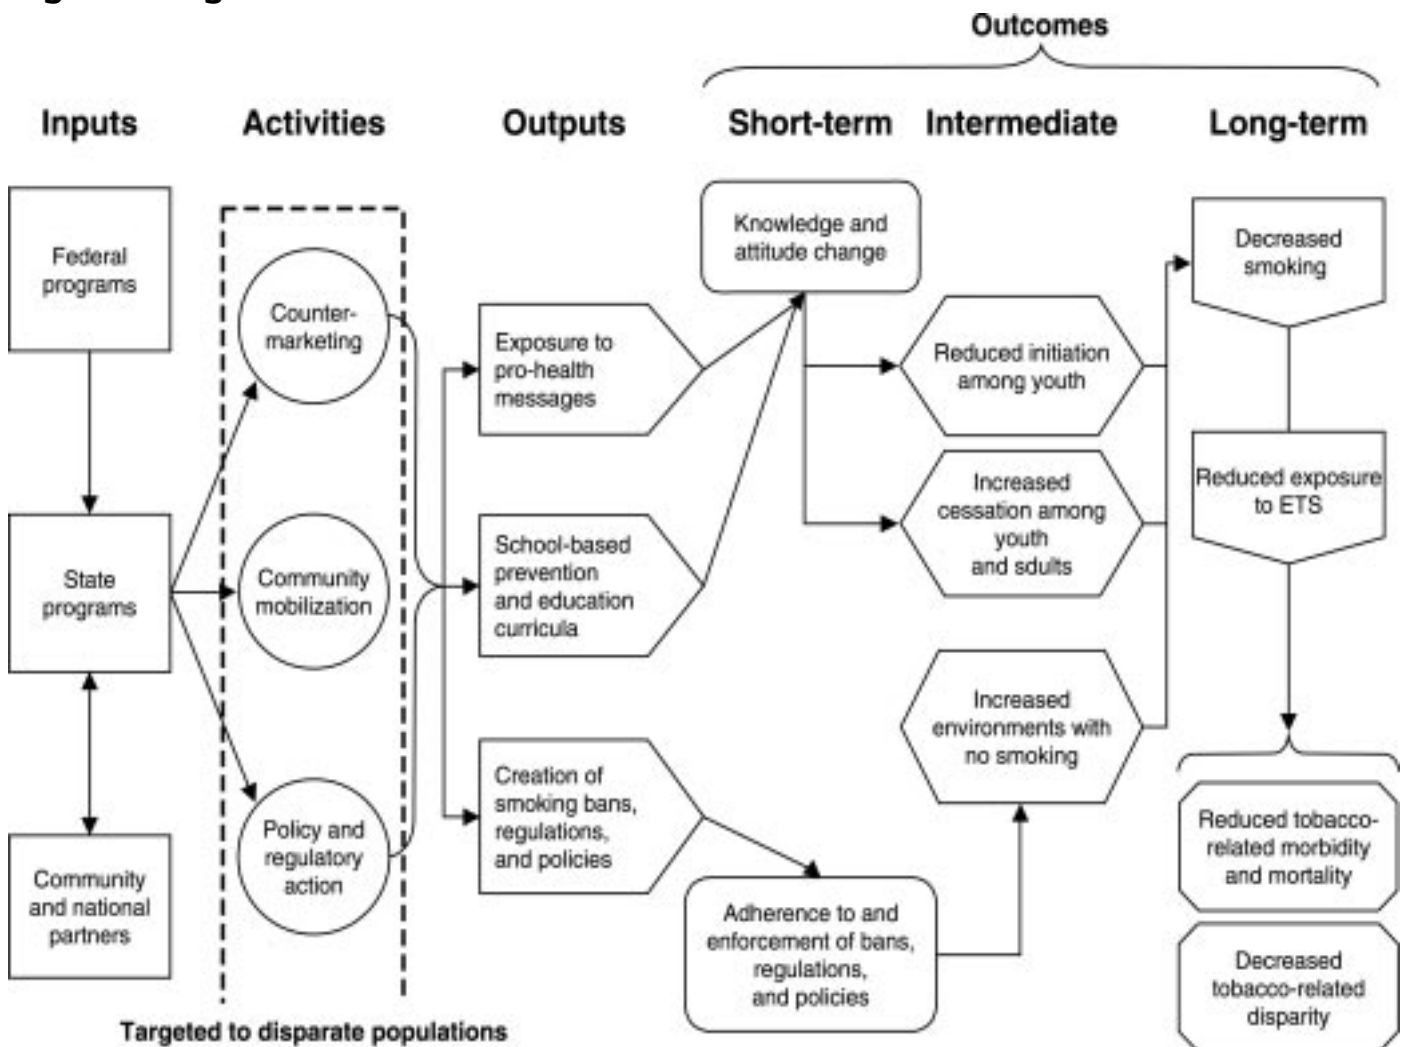 Outcomes
Inputs
Activities
Outputs
Short-term
Intermediate
Long-term
Federal
programs
State
programs
Community
and national
partners
Counter-
marketing
Community
mobilization
Policy and
regulatory
action
Targeted to disparate populations
Exposure to
pro-health
messages
School-based
prevention
and education
curricula
Creation of
smoking bans,
regulations,
and policies
Knowledge and
attitude change
Adherence to and
enforcement of bans,
regulations,
and policies
Reduced initiation
among youth
Increased
cessation among
youth
and sdults
Increased
environments with
no smoking
Decreased
smoking
Reduced exposure
to ETS
Reduced tobacco-
related morbidity
and mortality
Decreased
tobacco-related
disparity